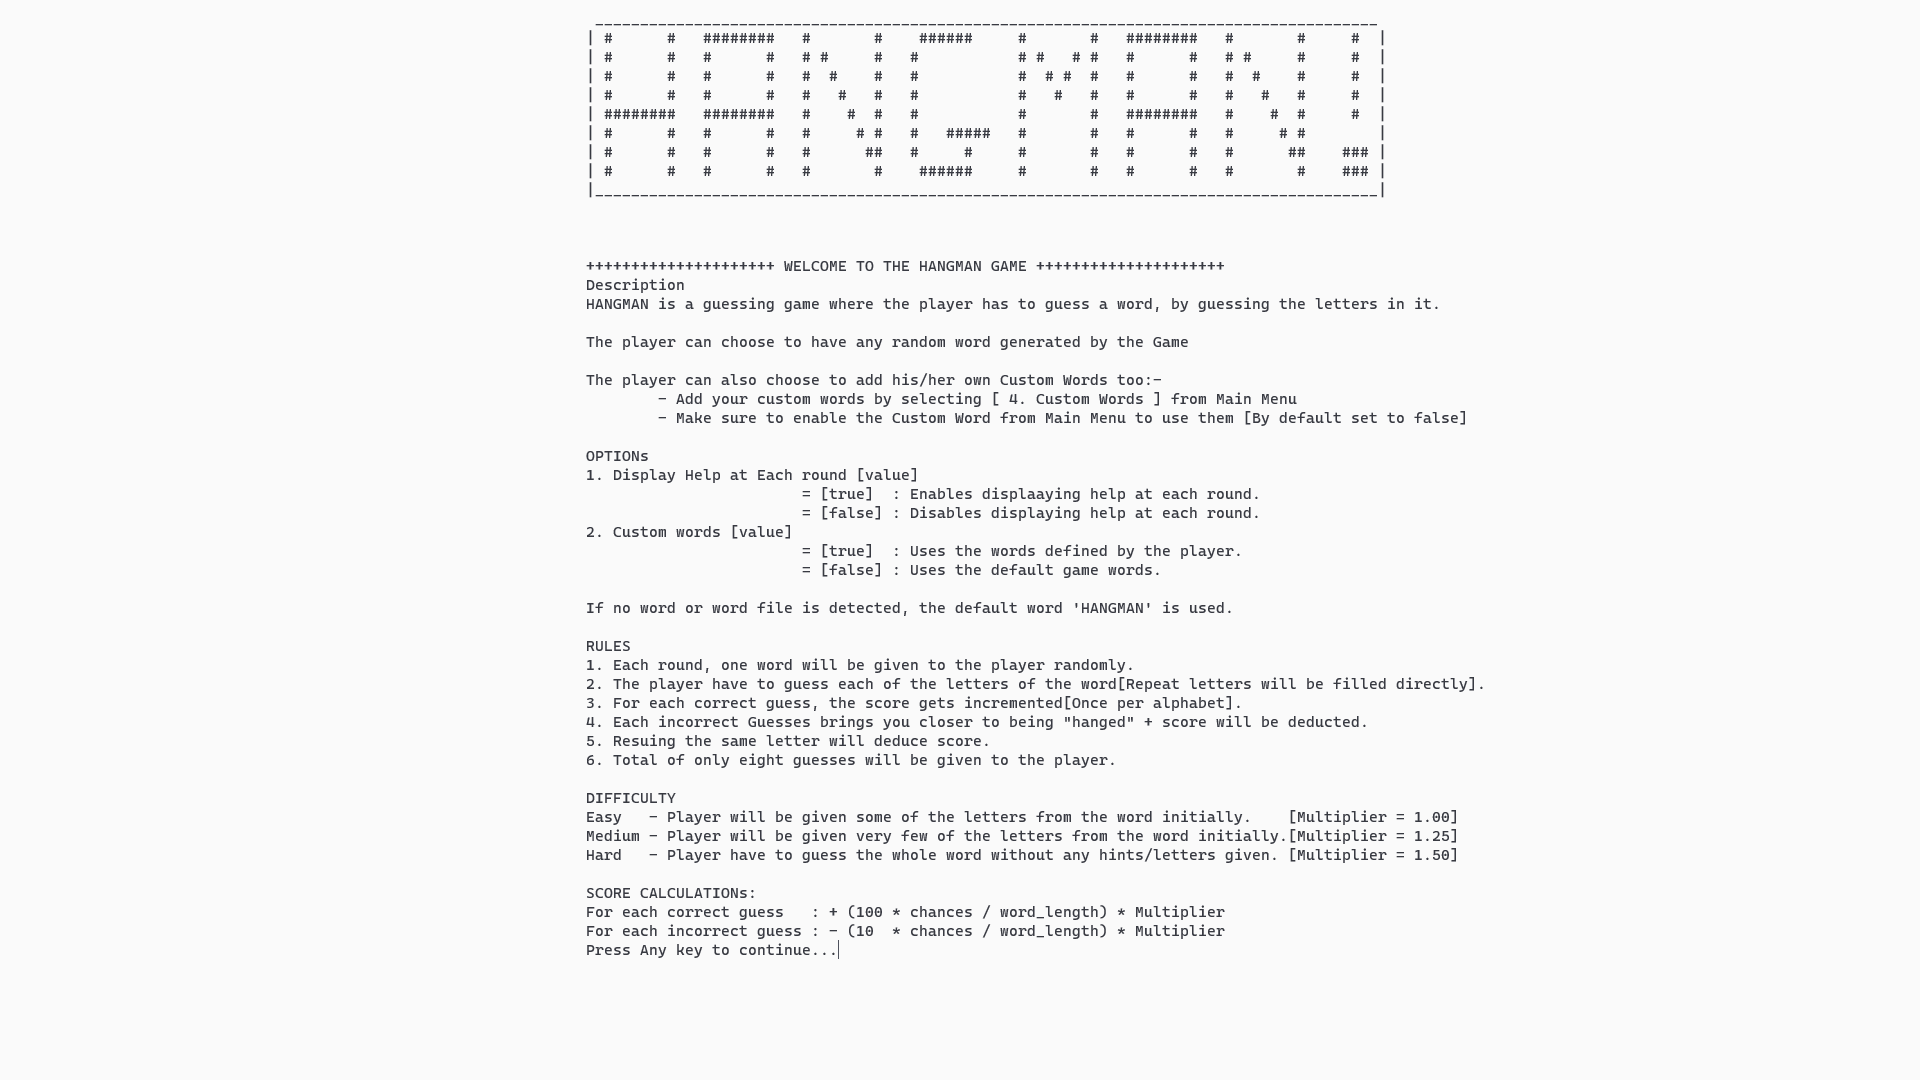 HANGMAN!
++++++++++++++++++++ WELCOME TO THE HANGMAN GAME ++++++++++++++++++++
Description
HANGMAN is a guessing game where the player has to guess a word, by guessing the letters in it.
The player can choose to have any random word generated by the Game
The player can also choose to add his/her own Custom Words too:-
- Add your custom words by selecting [ 4. Custom Words ] from Main Menu
- Make sure to enable the Custom Word from Main Menu to use them [By default set to false]
OPTIONs
1. Display Help at Each round [value]
= [true]  : Enables displaaying help at each round.
= [false] : Disables displaying help at each round.
2. Custom words [value]
= [true]  : Uses the words defined by the player.
= [false] : Uses the default game words.
If no word or word file is detected, the default word 'HANGMAN' is used.
RULES
1. Each round, one word will be given to the player randomly.
2. The player have to guess each of the letters of the word[Repeat letters will be filled directly].
3. For each correct guess, the score gets incremented[Once per alphabet].
4. Each incorrect Guesses brings you closer to being "hanged" + score will be deducted.
5. Resuing the same letter will deduce score.
6. Total of only eight guesses will be given to the player.
DIFFICULTY
Easy   - Player will be given some of the letters from the word initially.    [Multiplier = 1.00]
Medium - Player will be given very few of the letters from the word initially.[Multiplier = 1.25]
Hard   - Player have to guess the whole word without any hints/letters given. [Multiplier = 1.50]
SCORE CALCULATIONs:
For each correct guess   : + (100 * chances / word_length) * Multiplier
For each incorrect guess : - (10  * chances / word_length) * Multiplier
Press Any key to continue...